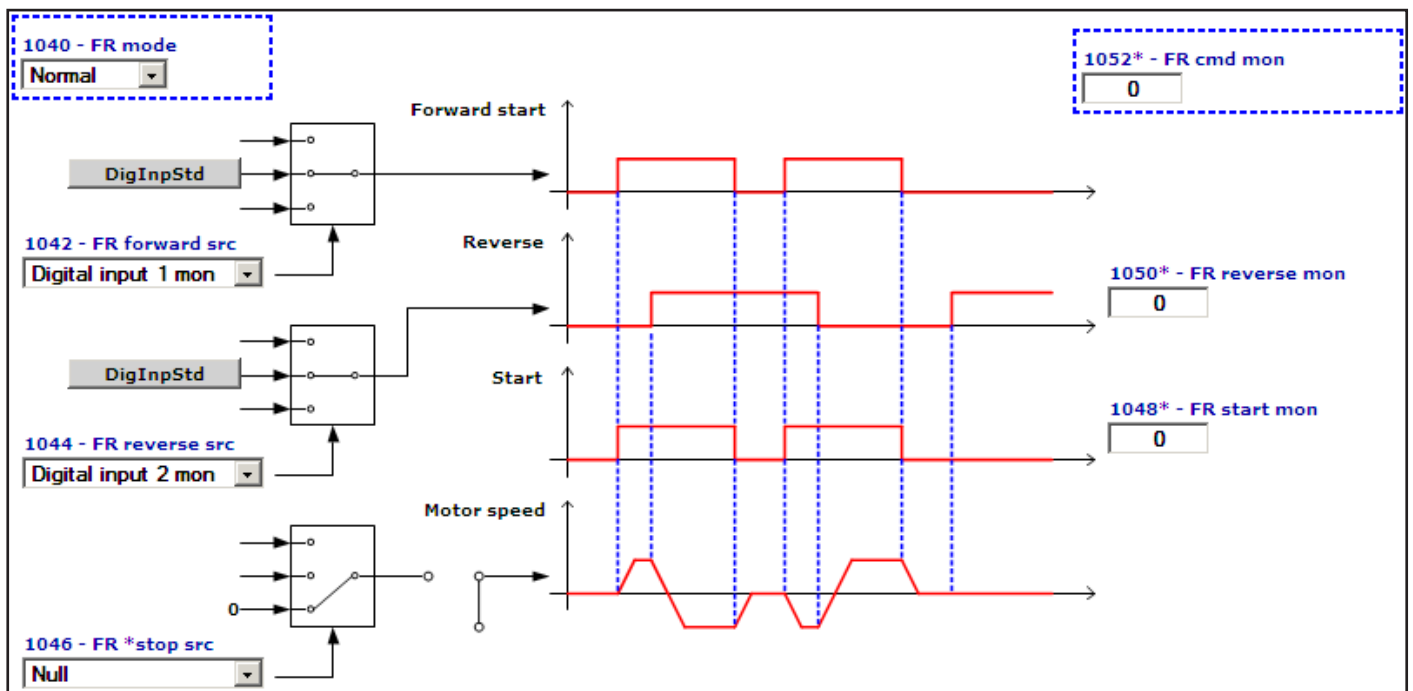 1040 - FR mode
Normal
1052* - FR cmd mon
0
Forward start
DigInpStd
1042 - FR forward src
Digital input 1 mon
Reverse
1050* - FR reverse mon
0
DigInpStd
Start
1048* - FR start mon
0
1044 - FR reverse src
Digital input 2 mon
Motor speed
0
1046 - FR *stop src
Null